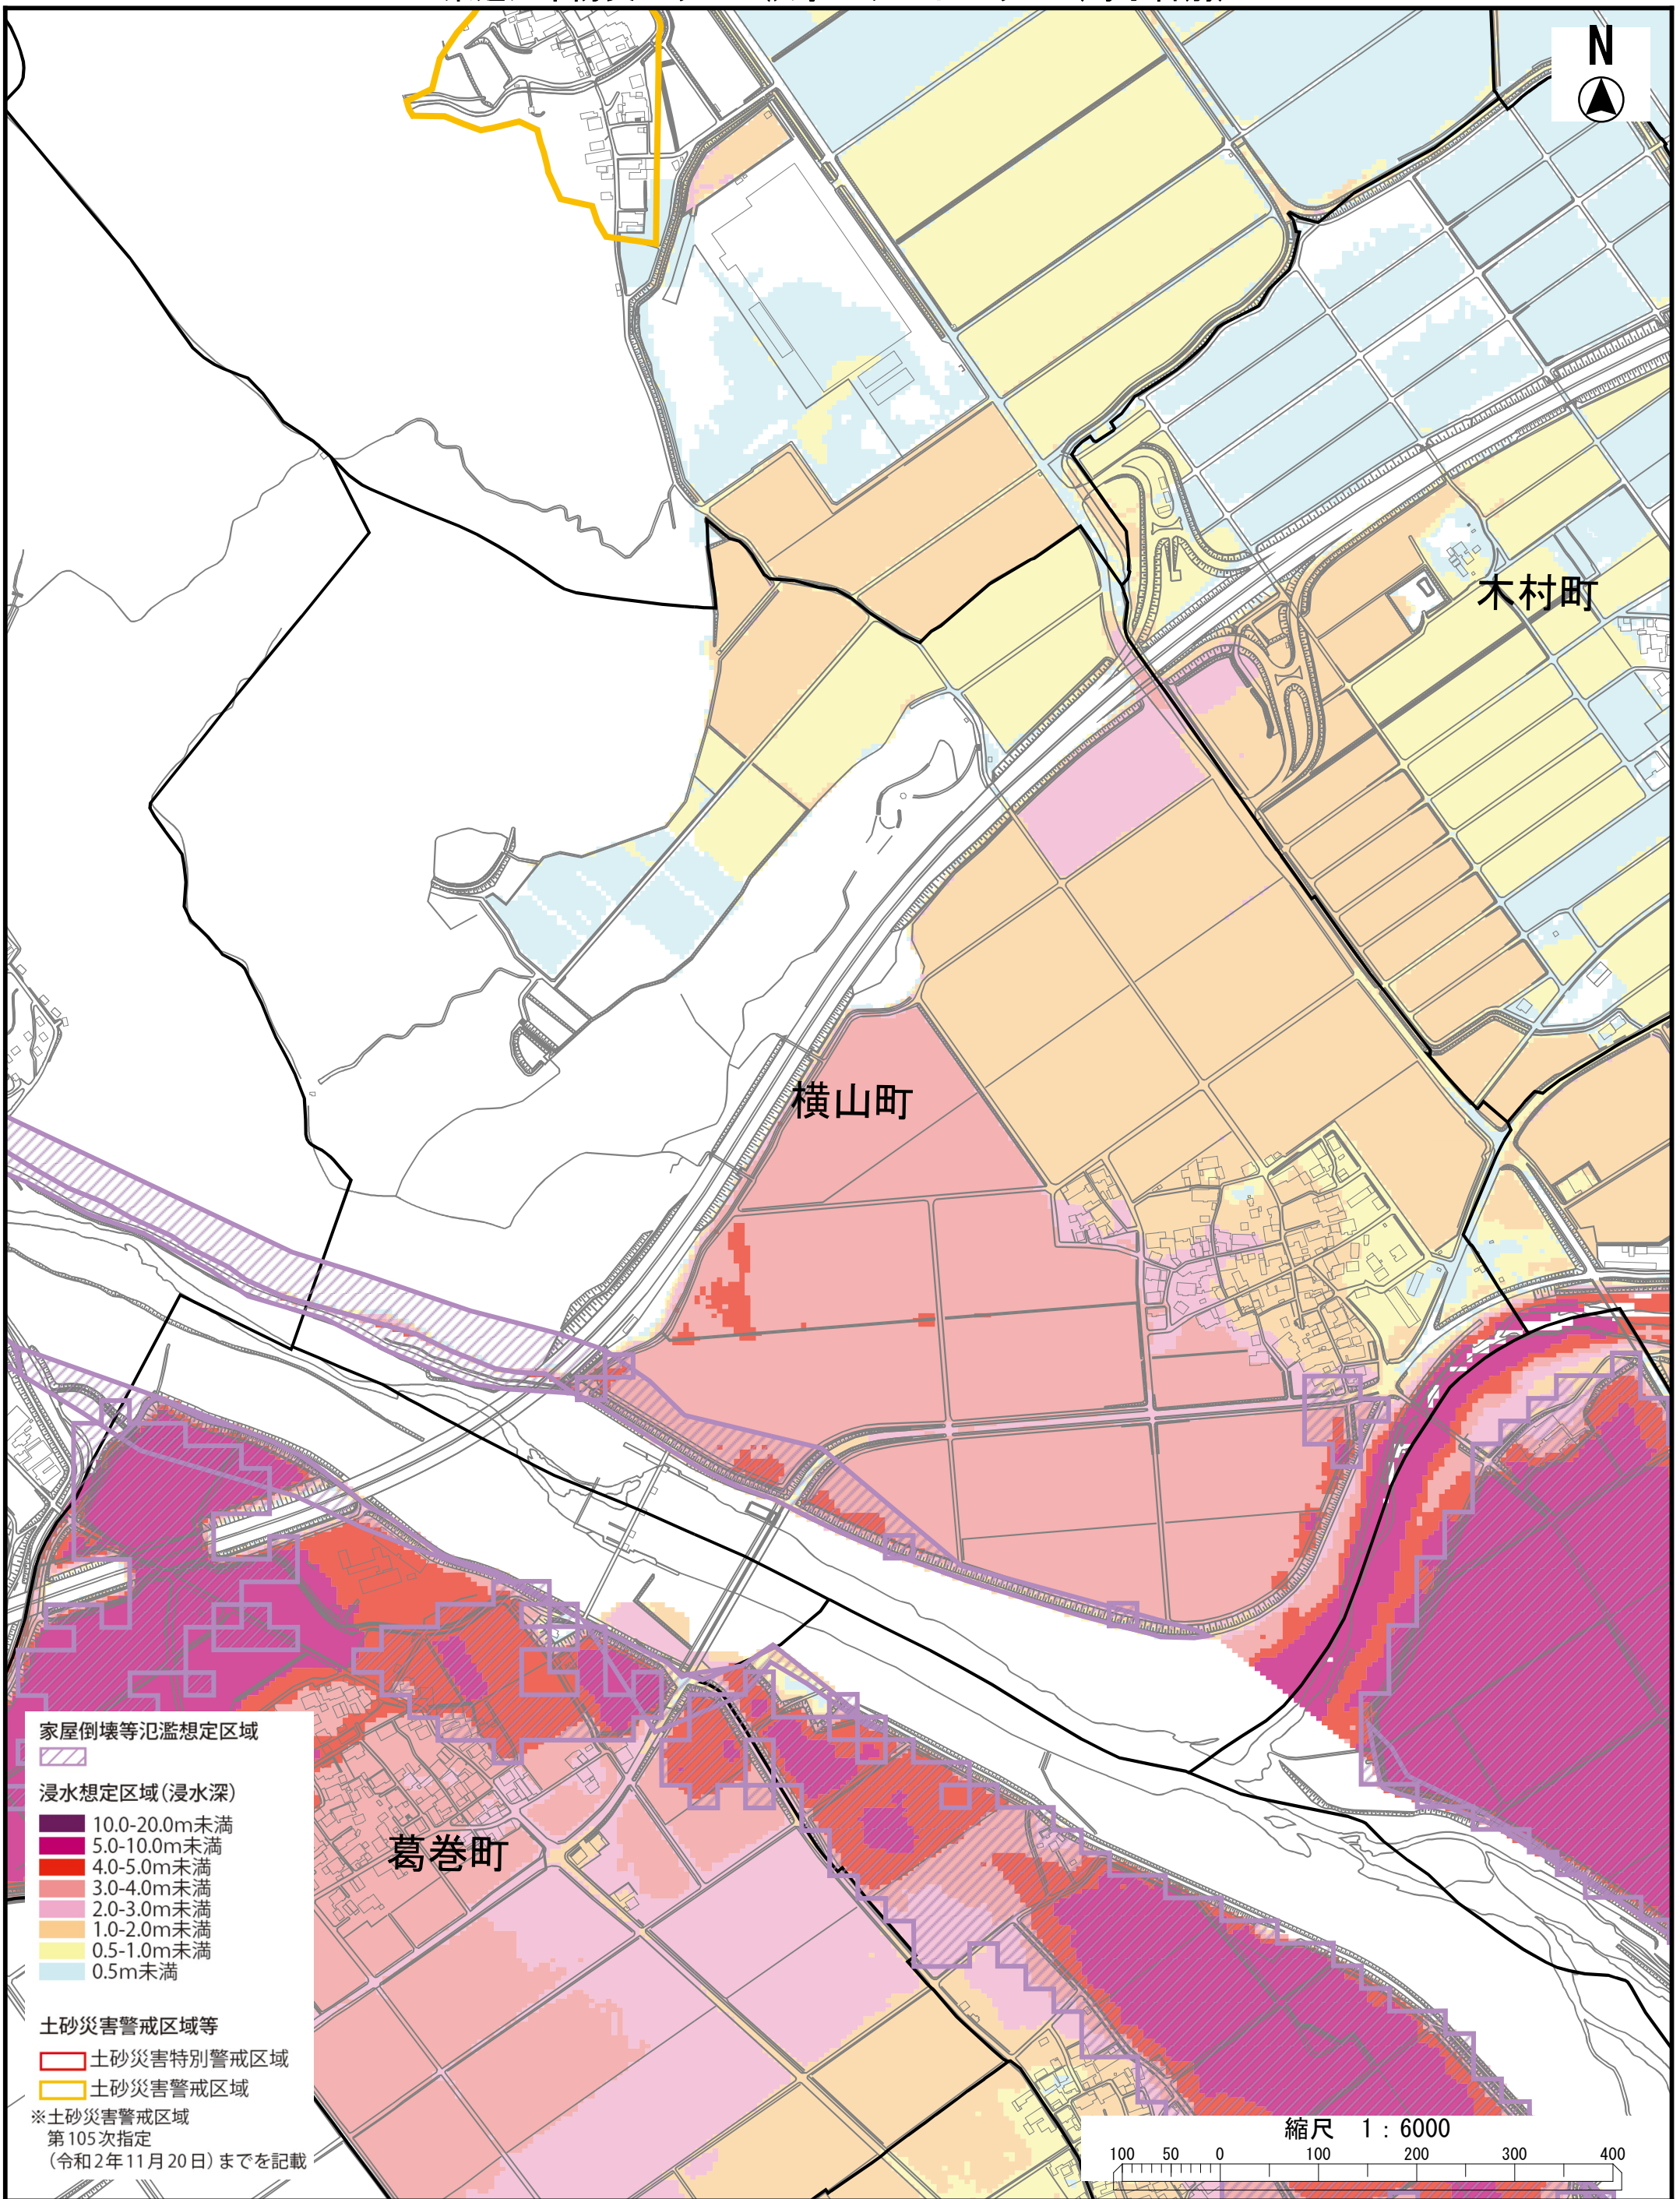 N
木村町
横山町
葛巻町
家屋倒壊等氾濫想定区域
浸水想定区域(浸水深)
10.0-20.0m未満
5.0-10.0m未満
4.0-5.0m未満
3.0-4.0m未満
2.0-3.0m未満
1.0-2.0m未満
0.5-1.0m未満
0.5m未満
土砂災害警戒区域等
土砂災害特別警戒区域
土砂災害警戒区域
※土砂災害警戒区域
第105次指定
(令和2年11月20日)までを記載
縮尺 1:6000
100 50 0 100 200 300 400